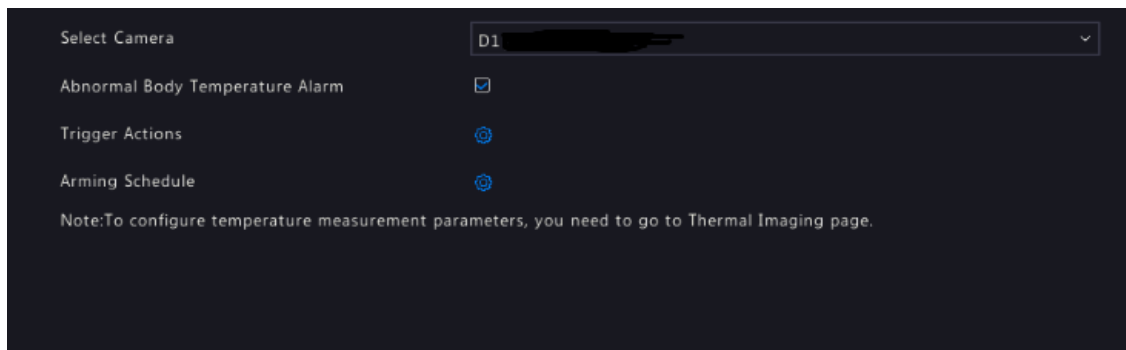 Select Camera D1
Abnormal Body Temperature Alarm
Trigger Actions
Arming Schedule
Note:To configure temperature measurement parameters, you need to go to Thermal Imaging page.